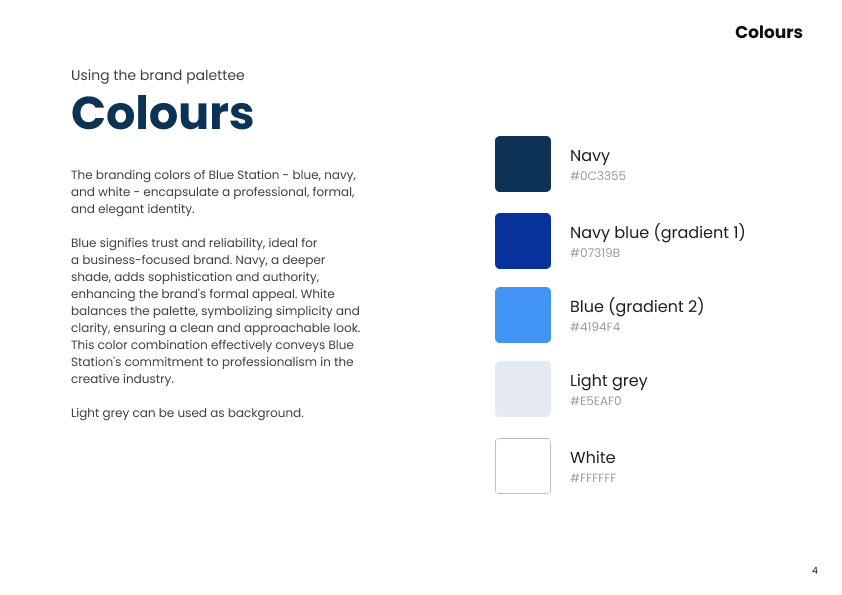 Colours
Using the brand palettee
Colours
The branding colors of Blue Station - blue, navy,
and white - encapsulate a professional, formal,
and elegant identity.
Blue signifies trust and reliability, ideal for
a business-focused brand. Navy, a deeper
shade, adds sophistication and authority,
enhancing the brand's formal appeal. White
balances the palette, symbolizing simplicity and
clarity, ensuring a clean and approachable look.
This color combination effectively conveys Blue
Station's commitment to professionalism in the
creative industry.
Light grey can be used as background.
Navy
#0C3355
Navy blue (gradient 1)
#07319B
Blue (gradient 2)
#4194F4
Light grey
#E5EAF0
White
#FFFFFF
4